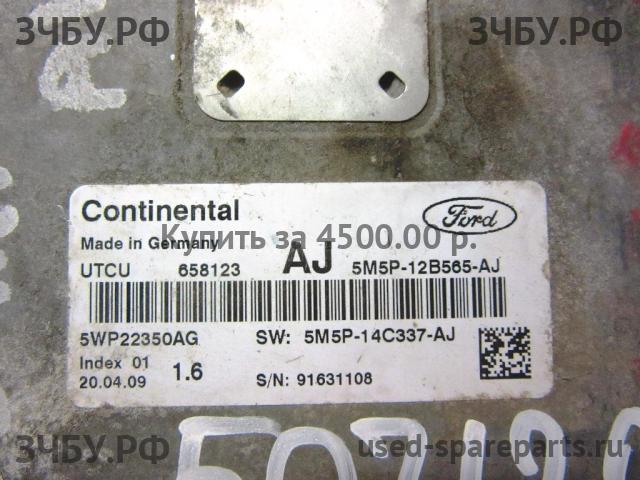 ЗЧБУ.РФ ЗЧБУ.РФ
Continental Ford
Made in Germany
Купить за 4500.00 р.
UTCU 658123 AJ 5M5P-12B565-AJ
5WP22350AG SW: 5M5P-14C337-AJ
Index 01
20.04.09 1.6 S/N: 91631108
ЗЧБУ.РФ used-spareparts.ru